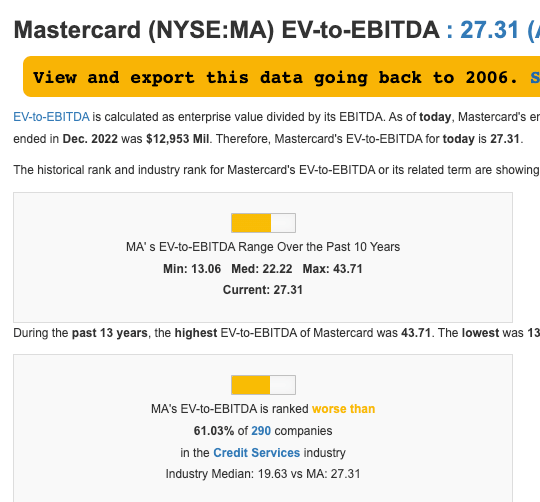 Mastercard (NYSE:MA) EV-to-EBITDA : 27.31 (
View and export this data going back to 2006.
EV-to-EBITDA is calculated as enterprise value divided by its EBITDA. As of today, Mastercard's
ended in Dec. 2022 was $12,953 Mil. Therefore, Mastercard's EV-to-EBITDA for today is 27.31.
The historical rank and industry rank for Mastercard's EV-to-EBITDA or its related term are showing
MA' s EV-to-EBITDA Range Over the Past 10 Years
Min: 13.06 Med: 22.22 Max: 43.71
Current: 27.31
During the past 13 years, the highest EV-to-EBITDA of Mastercard was 43.71. The lowest was 13
MA's EV-to-EBITDA is ranked worse than
61.03% of 290 companies
in the Credit Services industry
Industry Median: 19.63 vs MA: 27.31